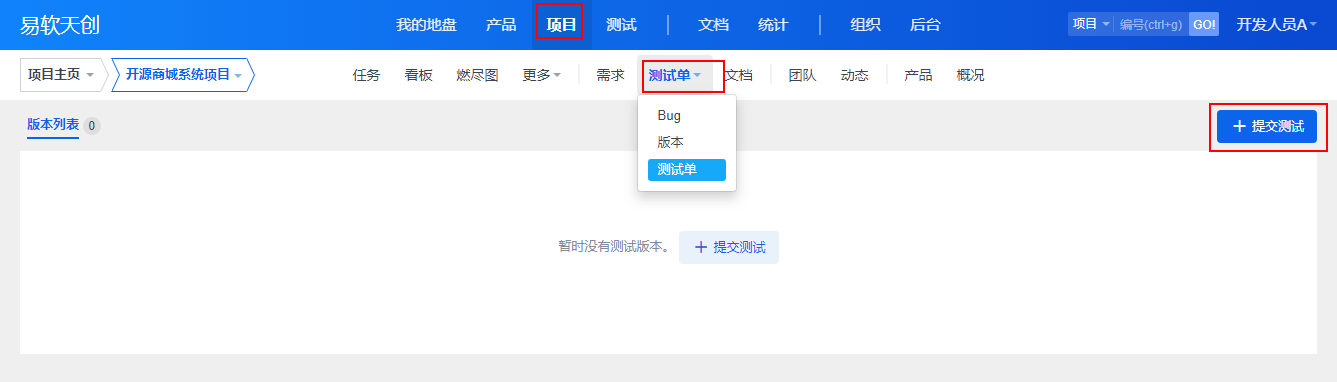 易软天创 我的地盘 产品 项目 测试 文档 统计 组织 后台 项目 编号(ctrl+g) GO! 开发人员A
项目主页 开源商城系统项目 任务 看板 燃尽图 更多 需求 测试单 文档 团队 动态 产品 概况
版本列表 0 Bug + 提交测试
版本
测试单
暂时没有测试版本。 + 提交测试